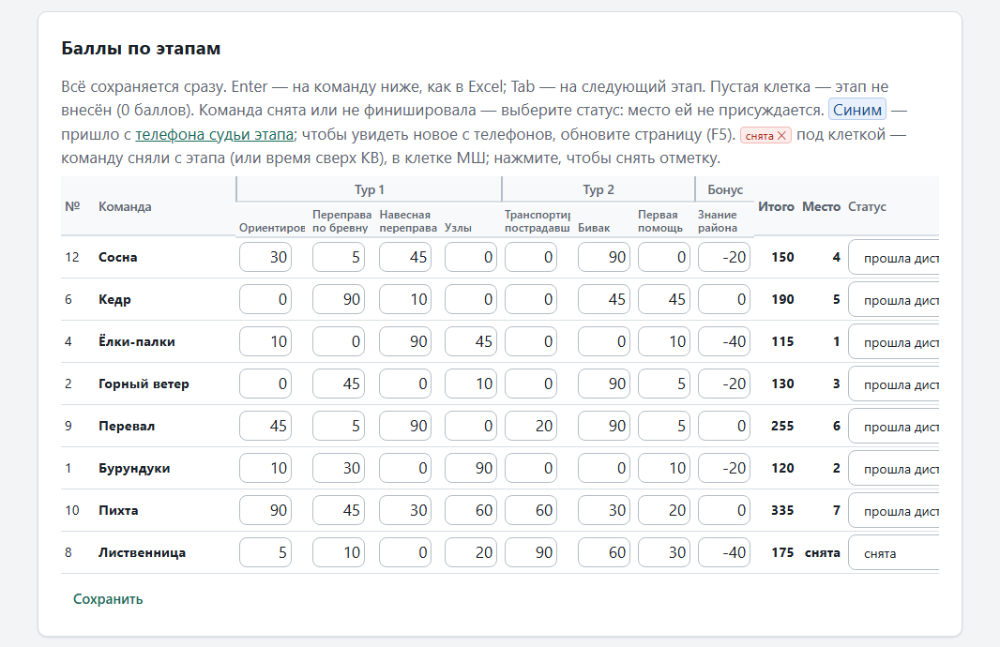 Баллы по этапам
Всё сохраняется сразу. Enter — на команду ниже, как в Excel; Tab — на следующий этап. Пустая клетка — этап не
внесён (0 баллов). Команда снята или не финишировала — выберите статус: место ей не присуждается. Синим —
пришло с телефона судьи этапа; чтобы увидеть новое с телефонов, обновите страницу (F5). снята × под клеткой —
команду сняли с этапа (или время сверх КВ), в клетке МШ; нажмите, чтобы снять отметку.
Тур 1 Тур 2 Бонус
№ Команда Ориентиров Переправа по бревну Навесная переправа Узлы Транспортир пострадавш Бивак Первая помощь Знание района Итого Место Статус
12 Сосна 30 5 45 0 0 90 0 -20 150 4 прошла дист
6 Кедр 0 90 10 0 0 45 45 0 190 5 прошла дист
4 Ёлки-палки 10 0 90 45 0 0 10 -40 115 1 прошла дист
2 Горный ветер 0 45 0 10 0 90 5 -20 130 3 прошла дист
9 Перевал 45 5 90 0 20 90 5 0 255 6 прошла дист
1 Бурундуки 10 30 0 90 0 0 10 -20 120 2 прошла дист
10 Пихта 90 45 30 60 60 30 20 0 335 7 прошла дист
8 Лиственница 5 10 0 20 90 60 30 -40 175 снята снята
Сохранить